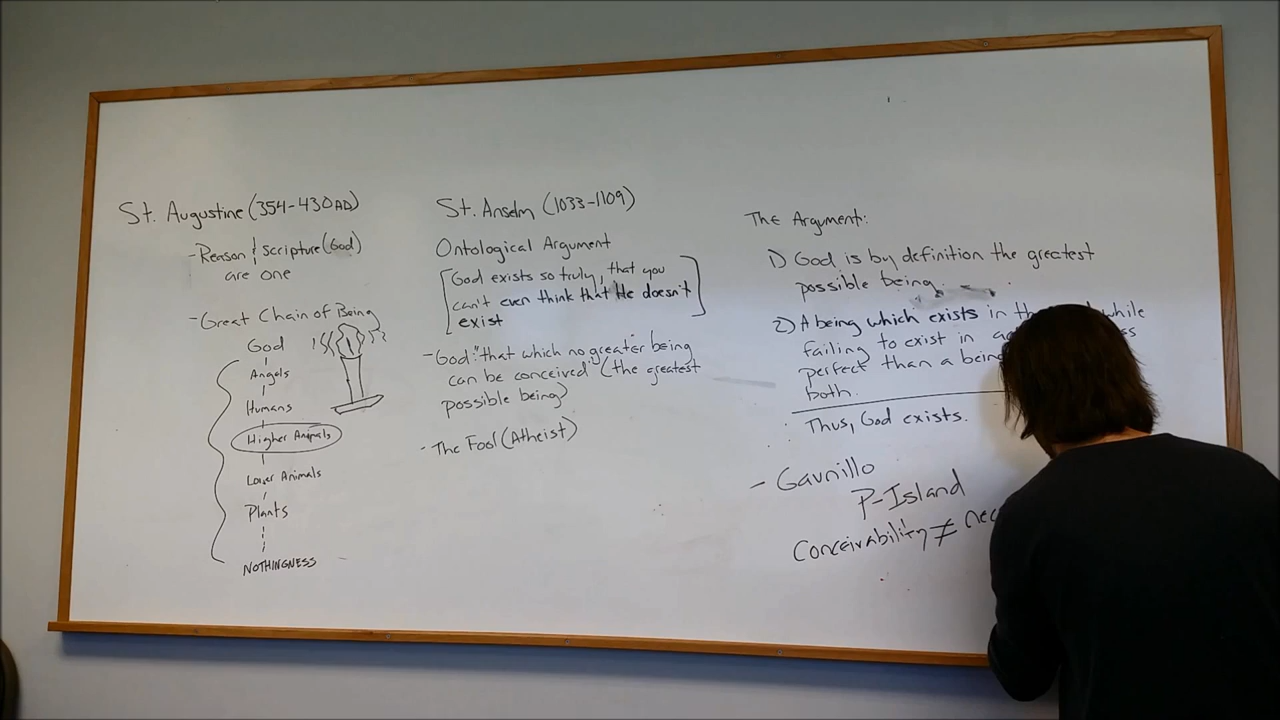 St. Augustine (354-430AD)
- Reason & Scripture (God)
are one
- Great Chain of Being
God
Angels
Humans
Higher Animals
Lower Animals
Plants
NOTHINGNESS
St. Anselm (1033-1109)
Ontological Argument
[God exists so truly, that you
can't even think that He doesn't
exist]
- God: "that which no greater being
can be conceived" (the greatest
possible being)
- The Fool (Atheist)
The Argument:
1) God is by definition the greatest
possible being.
2) A being which exists in the while
failing to exist in
perfect than a being
both.
Thus, God exists.
- Gaunillo
P-Island
Conceivability ≠